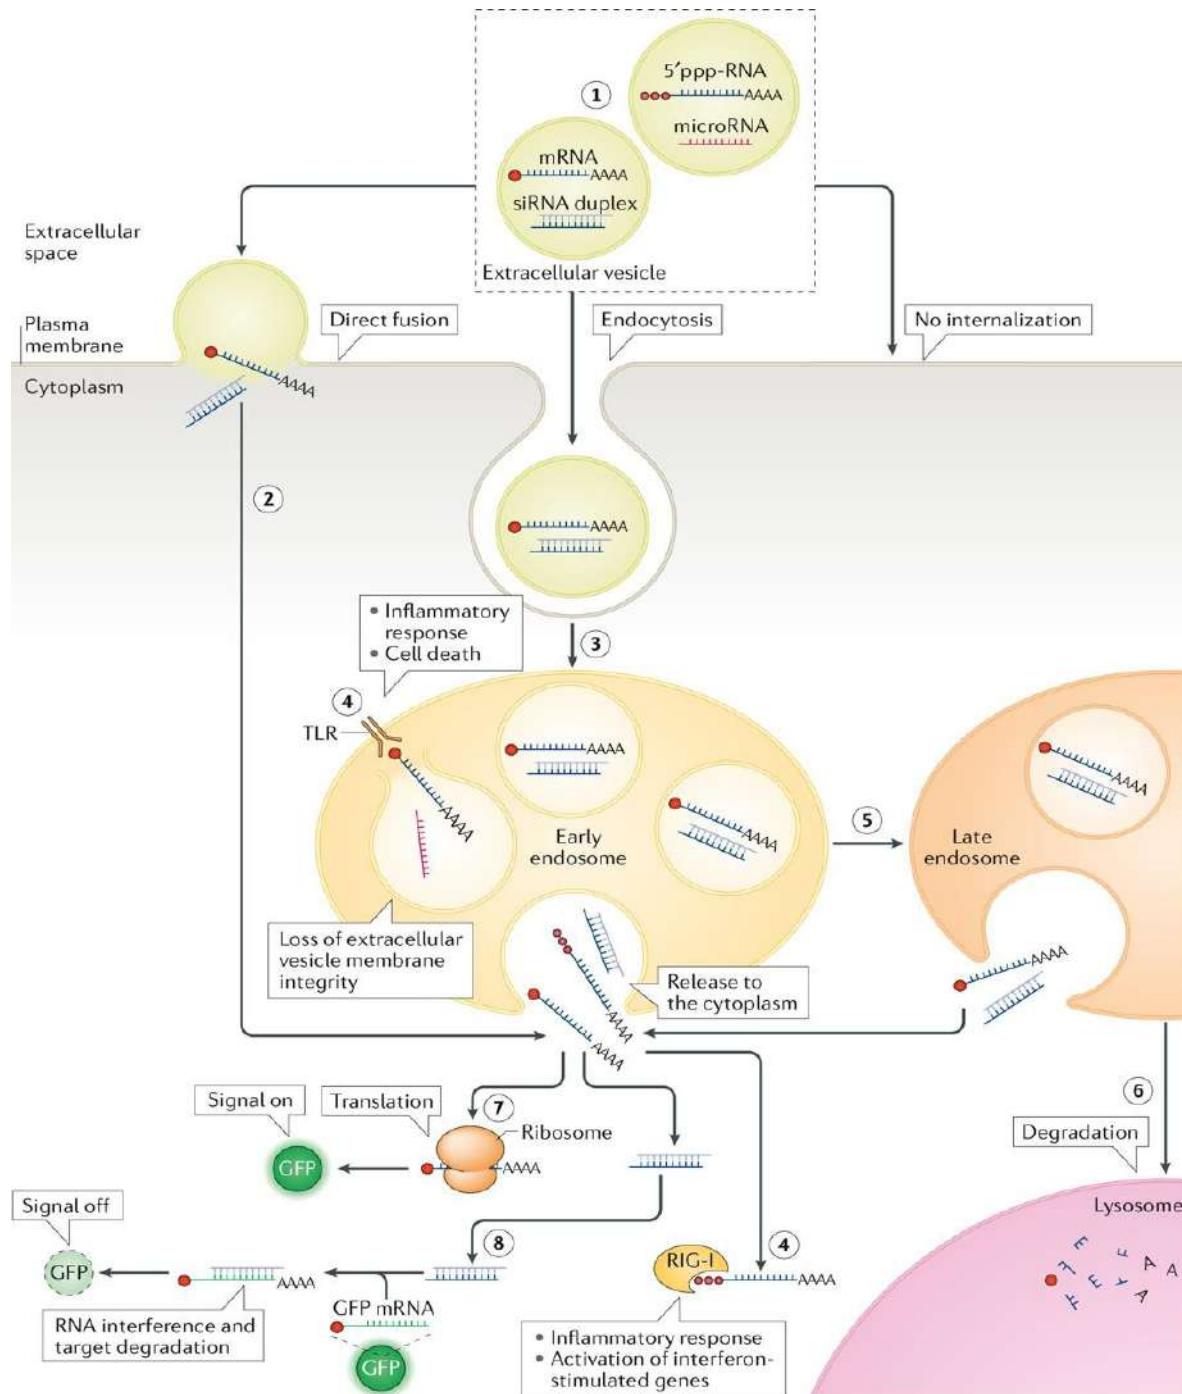 1
5′ppp-RNA
AAAA
microRNA
mRNA
AAAA
siRNA duplex
Extracellular vesicle
Extracellular
space
Plasma
membrane
Cytoplasm
Direct fusion
Endocytosis
No internalization
AAAA
2
AAAA
• Inflammatory
response
• Cell death
3
4
TLR
AAAA
AAAA
AAAA
AAAA
Early
endosome
5
Late
endosome
Loss of extracellular
vesicle membrane
integrity
Release to
the cytoplasm
AAAA
AAAA
AAAA
Signal on
Translation
7
Ribosome
GFP
AAAA
6
Degradation
Lysosome
Signal off
GFP
AAAA
8
GFP mRNA
GFP
RNA interference and
target degradation
RIG-I
4
AAAA
• Inflammatory response
• Activation of interferon-
stimulated genes
A A
A
A